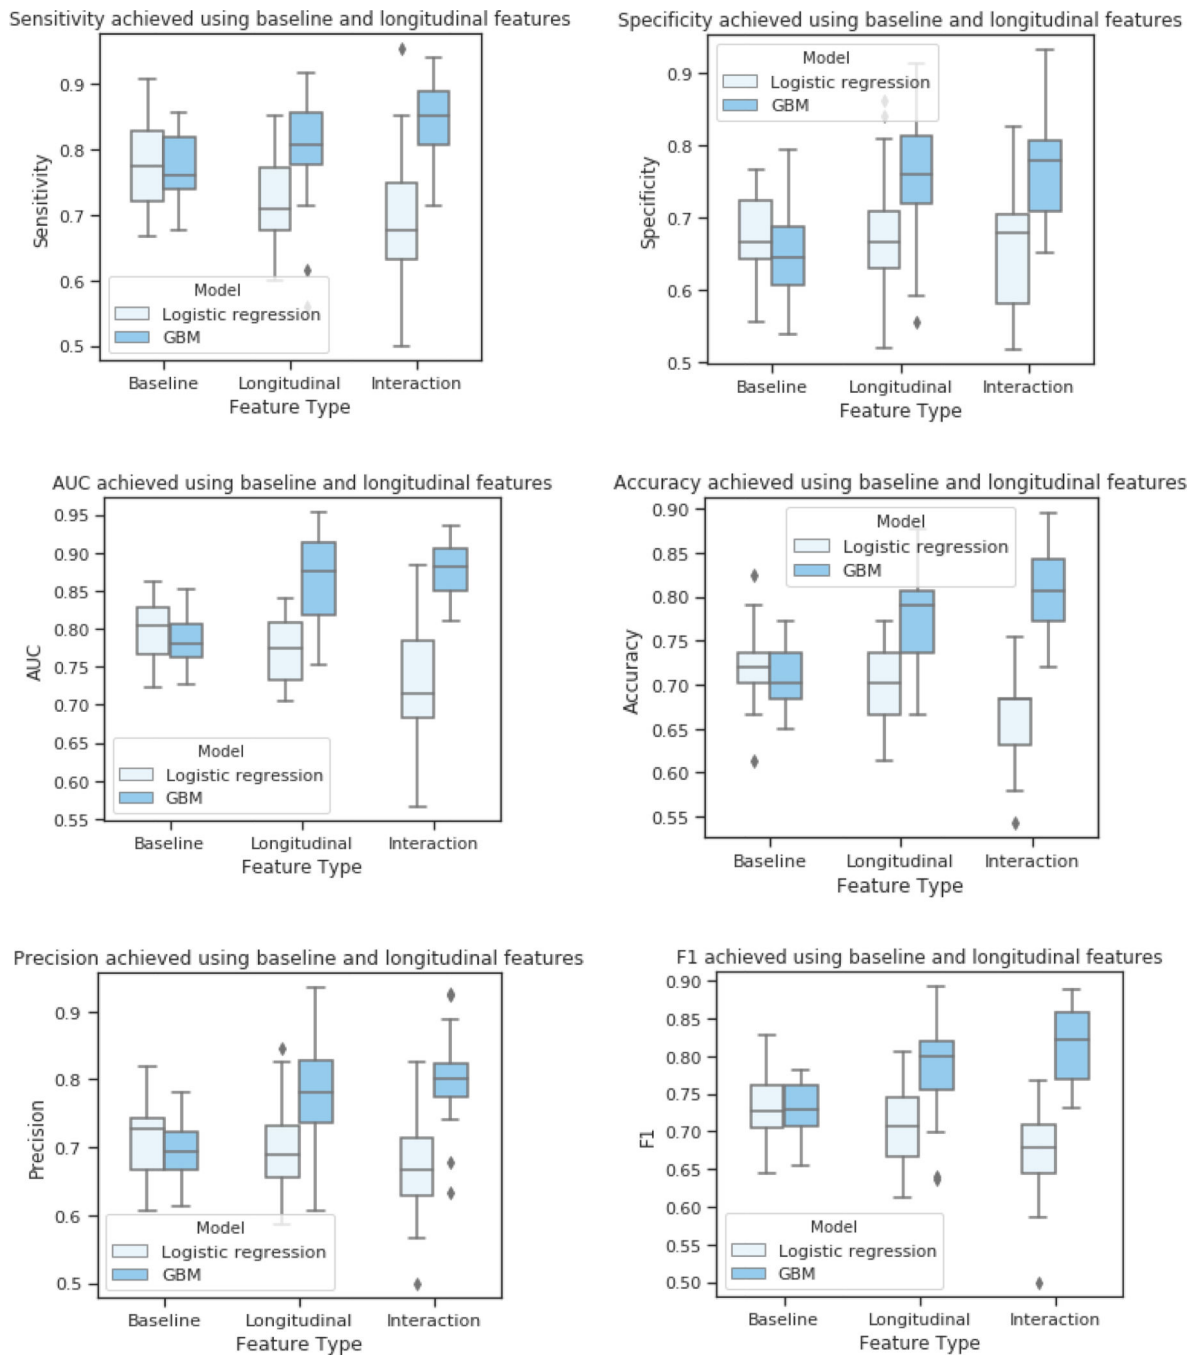 Sensitivity achieved using baseline and longitudinal features
0.9
0.8
0.7
0.6
0.5
Sensitivity
Model
Logistic regression
GBM
Baseline Longitudinal Interaction
Feature Type
Specificity achieved using baseline and longitudinal features
0.9
0.8
0.7
0.6
0.5
Specificity
Model
Logistic regression
GBM
Baseline Longitudinal Interaction
Feature Type
AUC achieved using baseline and longitudinal features
0.95
0.90
0.85
0.80
0.75
0.70
0.65
0.60
0.55
AUC
Model
Logistic regression
GBM
Baseline Longitudinal Interaction
Feature Type
Accuracy achieved using baseline and longitudinal features
0.90
0.85
0.80
0.75
0.70
0.65
0.60
0.55
Accuracy
Model
Logistic regression
GBM
Baseline Longitudinal Interaction
Feature Type
Precision achieved using baseline and longitudinal features
0.9
0.8
0.7
0.6
0.5
Precision
Model
Logistic regression
GBM
Baseline Longitudinal Interaction
Feature Type
F1 achieved using baseline and longitudinal features
0.90
0.85
0.80
0.75
0.70
0.65
0.60
0.55
0.50
F1
Model
Logistic regression
GBM
Baseline Longitudinal Interaction
Feature Type